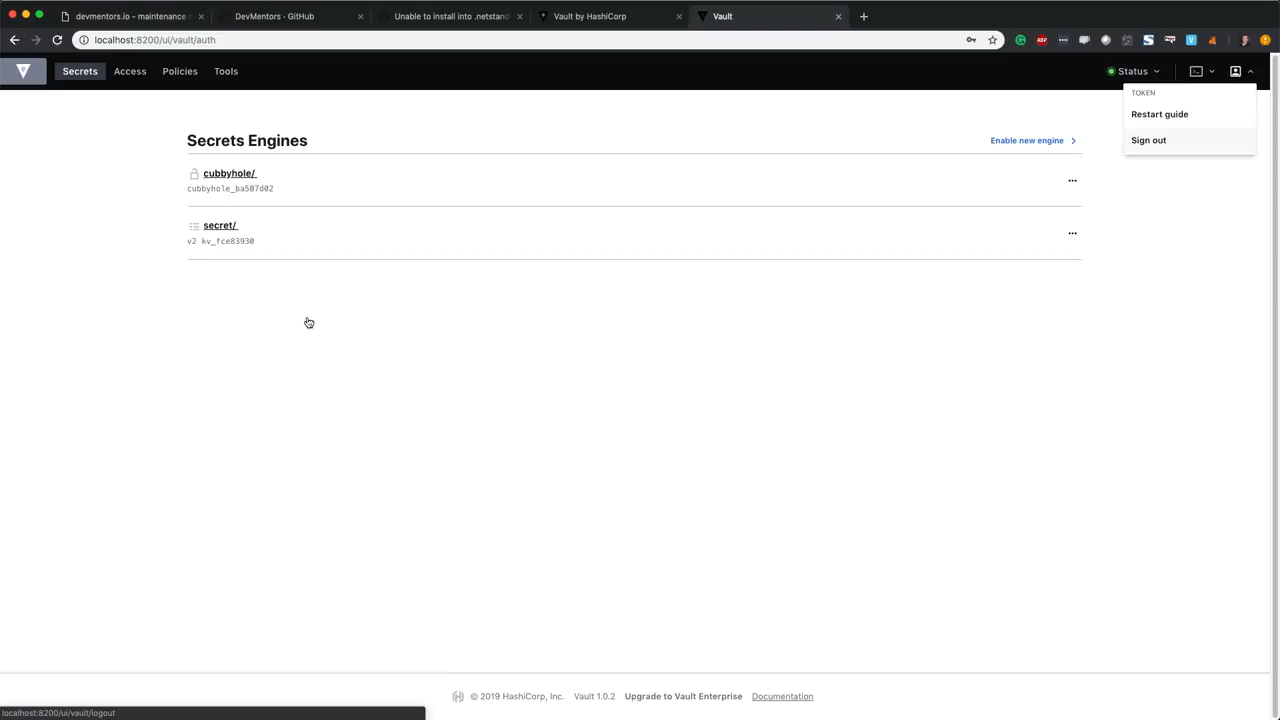 devmentors.io - maintenance
DevMentors · GitHub
Unable to install into .netstand
Vault by HashiCorp
Vault
localhost:8200/ui/vault/auth
ABP
Secrets
Access
Policies
Tools
Status
TOKEN
Restart guide
Sign out
Secrets Engines
Enable new engine
cubbyhole/
cubbyhole_ba507d02
secret/
v2 kv_fce83930
© 2019 HashiCorp, Inc.
Vault 1.0.2
Upgrade to Vault Enterprise
Documentation
localhost:8200/ui/vault/logout